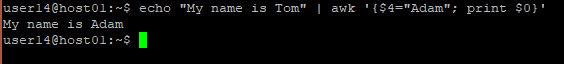 user14@host01:~$ echo "My name is Tom" | awk '{$4="Adam"; print $0}'
My name is Adam
user14@host01:~$